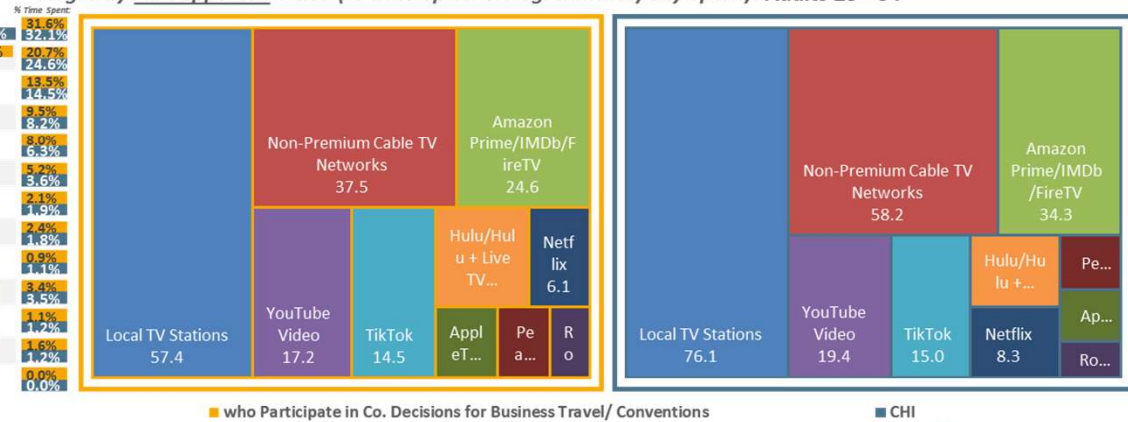 % Time Spent
31.6%
32.1%
20.7%
24.6%
13.5%
14.5%
9.5%
8.2%
8.0%
6.3%
5.2%
3.6%
2.1%
1.9%
2.4%
1.8%
0.9%
1.1%
3.4%
3.5%
1.1%
1.2%
1.6%
1.2%
0.0%
0.0%
Local TV Stations
57.4
Non-Premium Cable TV
Networks
37.5
Amazon
Prime/IMDb/F
ireTV
24.6
YouTube
Video
17.2
TikTok
14.5
Hulu/Hul
u + Live
TV...
Netf
lix
6.1
Appl
eT...
Pe
a...
R
o
Local TV Stations
76.1
Non-Premium Cable TV
Networks
58.2
Amazon
Prime/IMDb
/FireTV
34.3
YouTube
Video
19.4
TikTok
15.0
Hulu/Hu
lu +...
Netflix
8.3
Pe...
Ap...
Ro...
who Participate in Co. Decisions for Business Travel/ Conventions
CHI